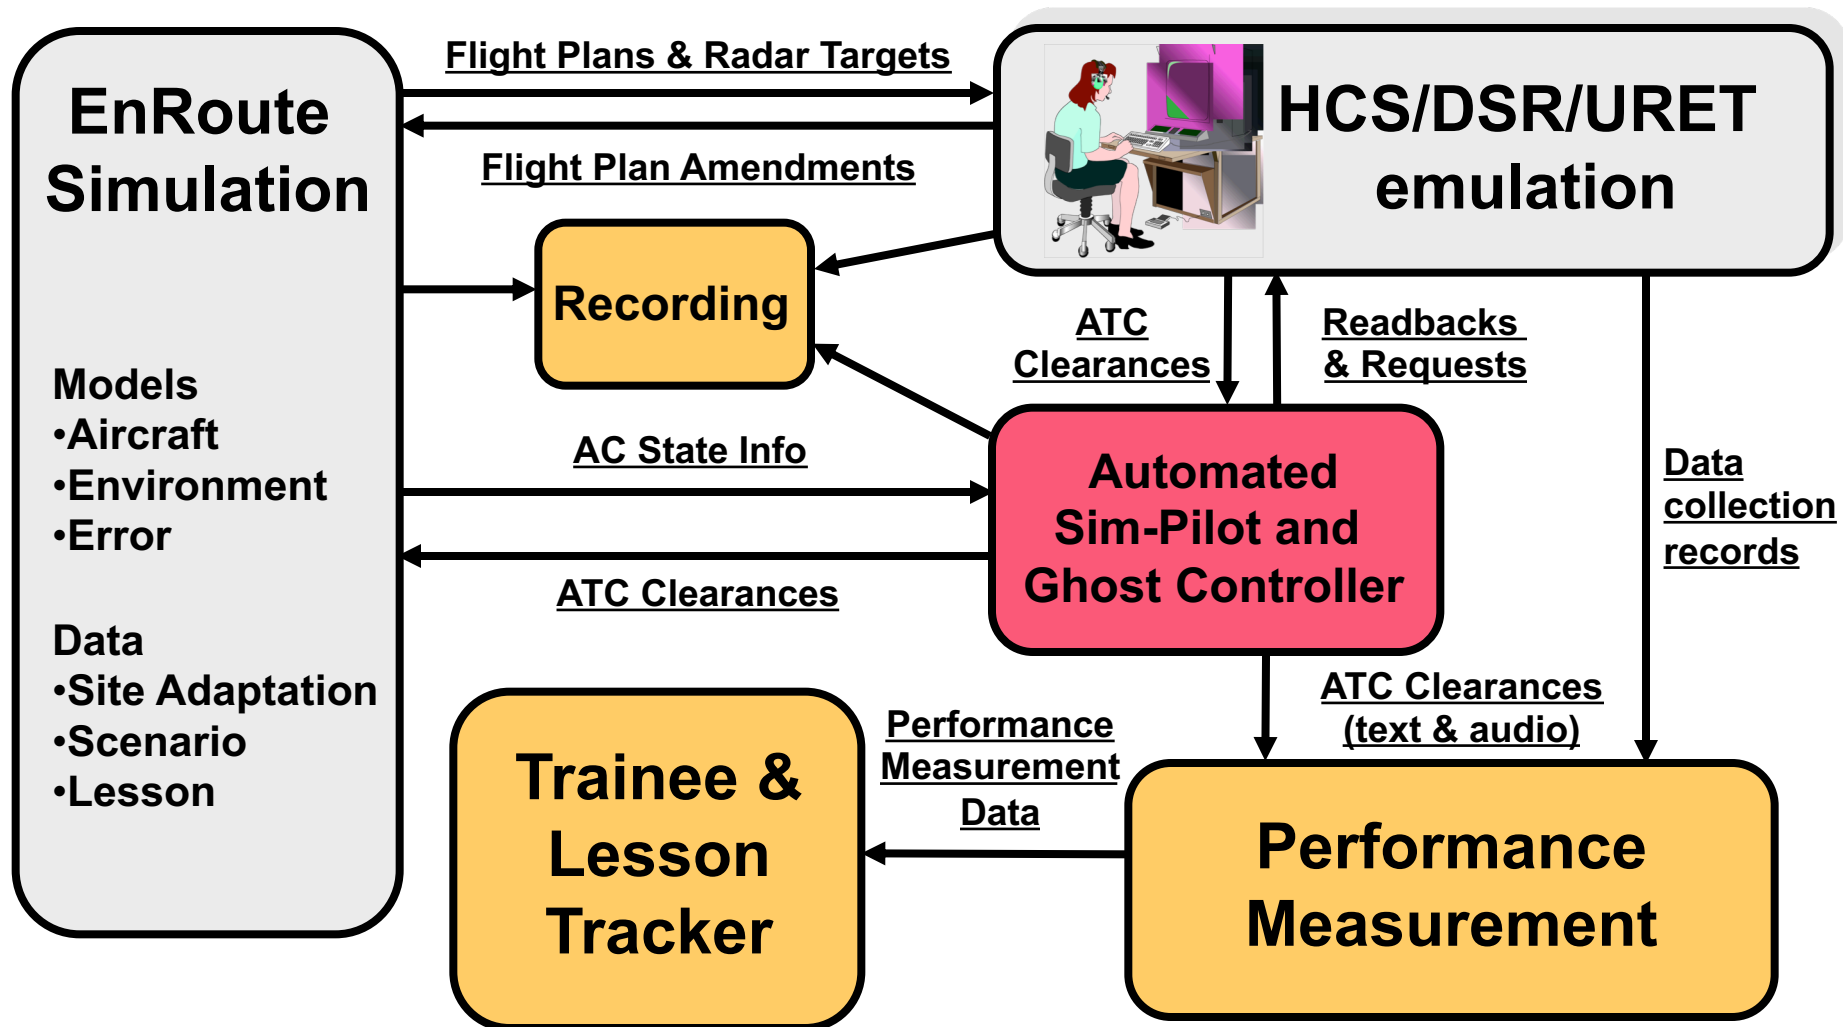 EnRoute
Simulation
Models
•Aircraft
•Environment
•Error
Data
•Site Adaptation
•Scenario
•Lesson
Flight Plans & Radar Targets
Flight Plan Amendments
HCS/DSR/URET
emulation
Recording
ATC
Clearances
Readbacks
& Requests
AC State Info
ATC Clearances
Automated
Sim-Pilot and
Ghost Controller
Data
collection
records
ATC Clearances
(text & audio)
Performance
Measurement
Data
Trainee &
Lesson
Tracker
Performance
Measurement